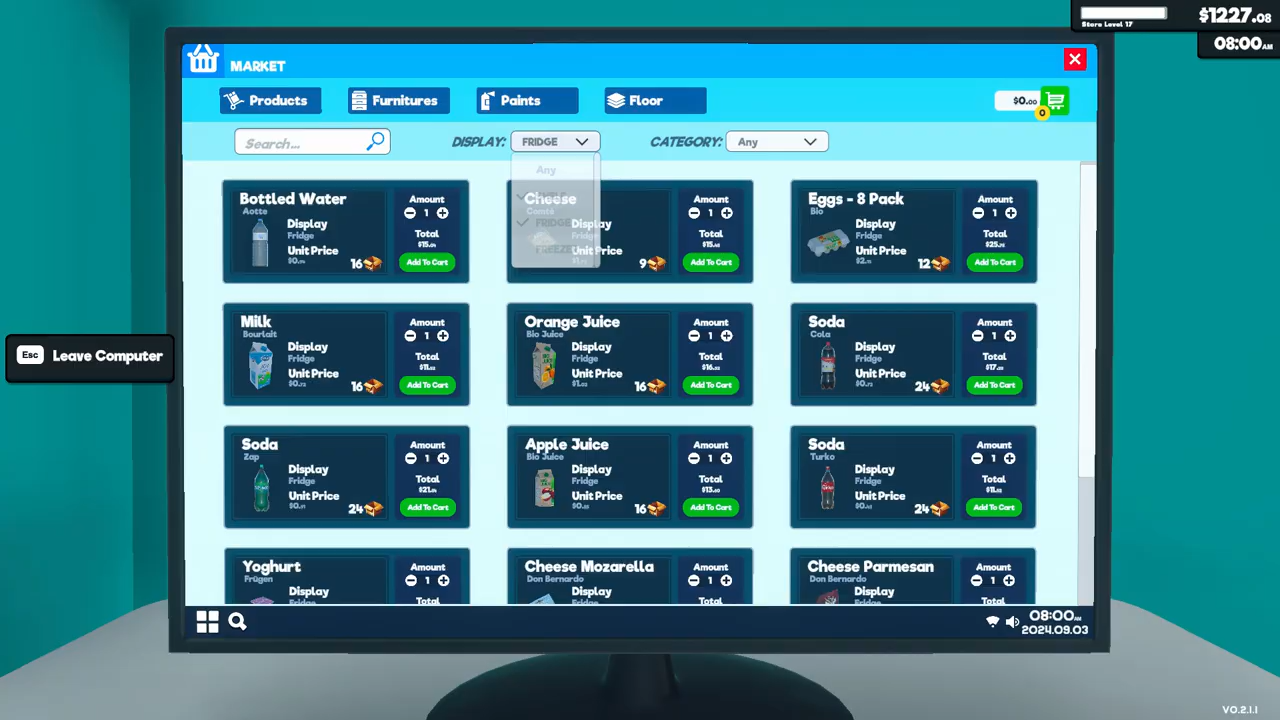 Store Level 17
$1227.08
08:00AM
MARKET
Products
Furnitures
Paints
Floor
$0.00
0
Search...
DISPLAY:
FRIDGE
CATEGORY:
Any
Any
FRIDGE
FREEZER
Bottled Water
Aotte
Display
Fridge
Unit Price
16
Amount
1
Total
Add To Cart
Cheese
Comté
Display
Fridge
Unit Price
9
Amount
1
Total
Add To Cart
Eggs - 8 Pack
Bio
Display
Fridge
Unit Price
12
Amount
1
Total
Add To Cart
Milk
Bourlait
Display
Fridge
Unit Price
$0.72
16
Amount
1
Total
Add To Cart
Orange Juice
Bio Juice
Display
Fridge
Unit Price
16
Amount
1
Total
Add To Cart
Soda
Cola
Display
Fridge
Unit Price
24
Amount
1
Total
Add To Cart
Soda
Zap
Display
Fridge
Unit Price
24
Amount
1
Total
Add To Cart
Apple Juice
Bio Juice
Display
Fridge
Unit Price
16
Amount
1
Total
Add To Cart
Soda
Turko
Display
Fridge
Unit Price
24
Amount
1
Total
Add To Cart
Yoghurt
Frügen
Display
Fridge
Amount
1
Total
Cheese Mozarella
Don Bernardo
Display
Fridge
Amount
1
Total
Cheese Parmesan
Don Bernardo
Display
Fridge
Amount
1
Total
Esc
Leave Computer
08:00AM
2024.09.03
V0.2.1.1